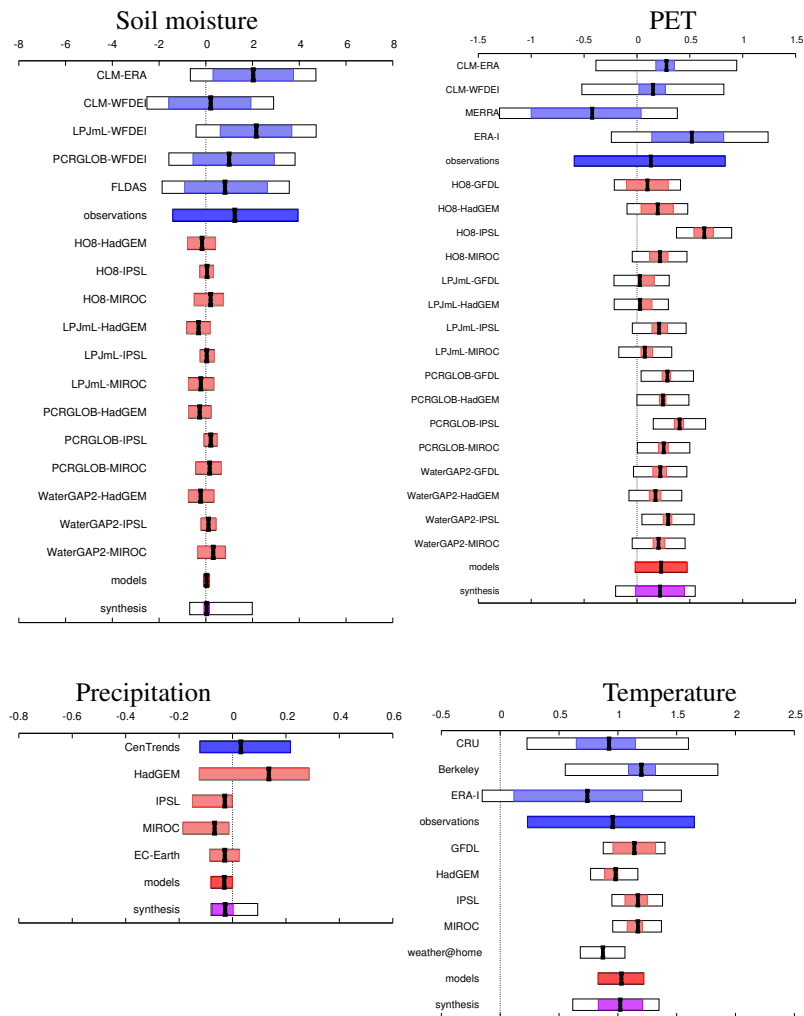 Soil moisture
-8 -6 -4 -2 0 2 4 6 8
CLM-ERA
CLM-WFDEI
LPJmL-WFDEI
PCRGLOB-WFDEI
FLDAS
observations
HO8-HadGEM
HO8-IPSL
HO8-MIROC
LPJmL-HadGEM
LPJmL-IPSL
LPJmL-MIROC
PCRGLOB-HadGEM
PCRGLOB-IPSL
PCRGLOB-MIROC
WaterGAP2-HadGEM
WaterGAP2-IPSL
WaterGAP2-MIROC
models
synthesis
PET
-1.5 -1 -0.5 0 0.5 1 1.5
CLM-ERA
CLM-WFDEI
MERRA
ERA-I
observations
HO8-GFDL
HO8-HadGEM
HO8-IPSL
HO8-MIROC
LPJmL-GFDL
LPJmL-HadGEM
LPJmL-IPSL
LPJmL-MIROC
PCRGLOB-GFDL
PCRGLOB-HadGEM
PCRGLOB-IPSL
PCRGLOB-MIROC
WaterGAP2-GFDL
WaterGAP2-HadGEM
WaterGAP2-IPSL
WaterGAP2-MIROC
models
synthesis
Precipitation
-0.8 -0.6 -0.4 -0.2 0 0.2 0.4 0.6
CenTrends
HadGEM
IPSL
MIROC
EC-Earth
models
synthesis
Temperature
-0.5 0 0.5 1 1.5 2 2.5
CRU
Berkeley
ERA-I
observations
GFDL
HadGEM
IPSL
MIROC
weather@home
models
synthesis